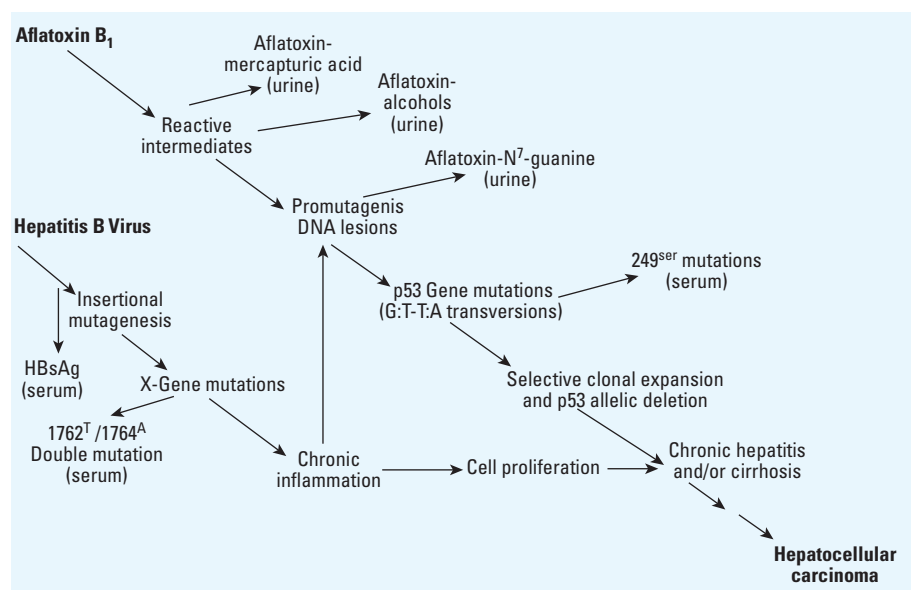 Aflatoxin B1
Aflatoxin-
mercapturic acid
(urine)
Aflatoxin-
alcohols
(urine)
Reactive
intermediates
Aflatoxin-N7-guanine
(urine)
Promutagenis
DNA lesions
Hepatitis B Virus
249ser mutations
(serum)
p53 Gene mutations
(G:T-T:A transversions)
Insertional
mutagenesis
HBsAg
(serum)
X-Gene mutations
Selective clonal expansion
and p53 allelic deletion
1762T /1764A
Double mutation
(serum)
Chronic
inflammation
Cell proliferation
Chronic hepatitis
and/or cirrhosis
Hepatocellular
carcinoma